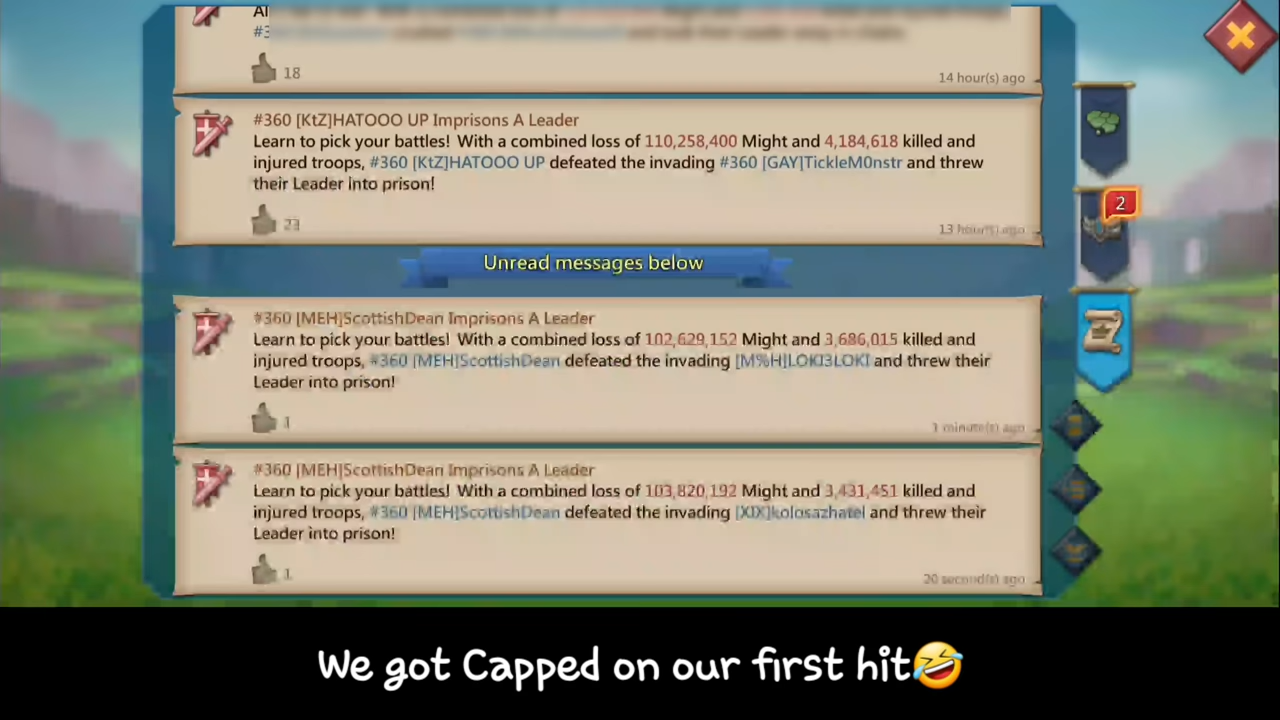 Al
#3
18
14 hour(s) ago
#360 [KtZ]HATOOO UP Imprisons A Leader
Learn to pick your battles! With a combined loss of 110,258,400 Might and 4,184,618 killed and
injured troops, #360 [KtZ]HATOOO UP defeated the invading #360 [GAY]TickleM0nstr and threw
their Leader into prison!
23
13 hour(s) ago
2
Unread messages below
#360 [MEH]ScottishDean Imprisons A Leader
Learn to pick your battles! With a combined loss of 102,629,152 Might and 3,686,015 killed and
injured troops, #360 [MEH]ScottishDean defeated the invading [M%H]LOKI3LOKI and threw their
Leader into prison!
1
1 minute(s) ago
#360 [MEH]ScottishDean Imprisons A Leader
Learn to pick your battles! With a combined loss of 103,820,192 Might and 3,431,451 killed and
injured troops, #360 [MEH]ScottishDean defeated the invading [XIX]kolosazhatel and threw their
Leader into prison!
1
20 second(s) ago
We got Capped on our first hit🤣